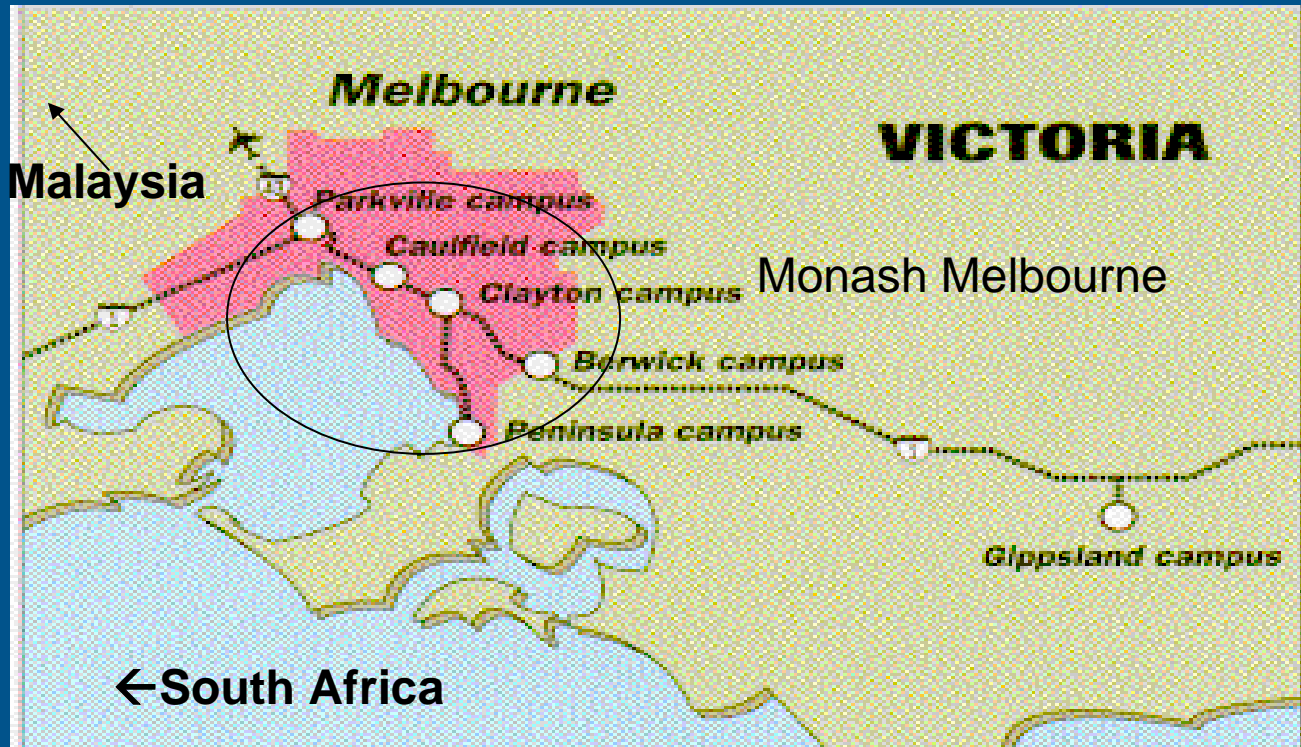 Melbourne
VICTORIA
Malaysia
Parkville campus
Caulfield campus
Monash Melbourne
Clayton campus
Berwick campus
Peninsula campus
Gippsland campus
←South Africa